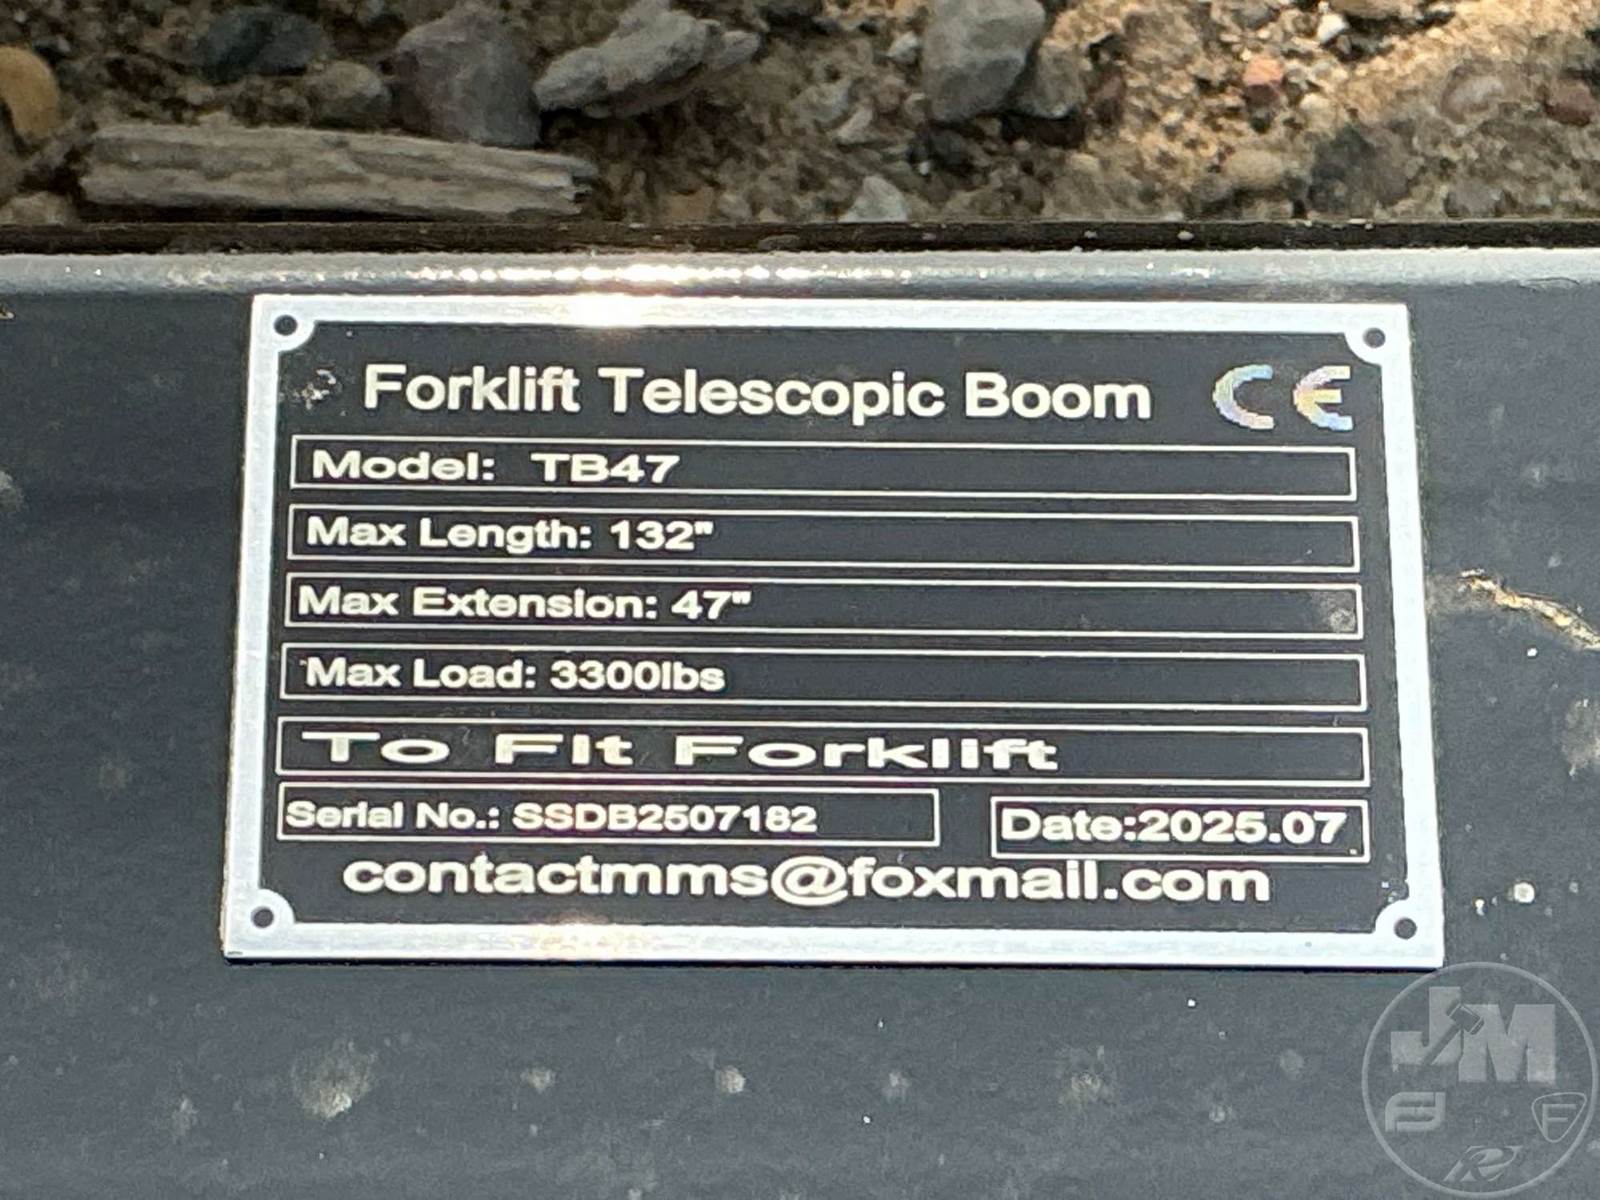 Forklift Telescopic Boom CE
Model: TB47
Max Length: 132"
Max Extension: 47"
Max Load: 3300lbs
To Fit Forklift
Serial No.: SSDB2507182 Date:2025.07
contactmms@foxmail.com
JM